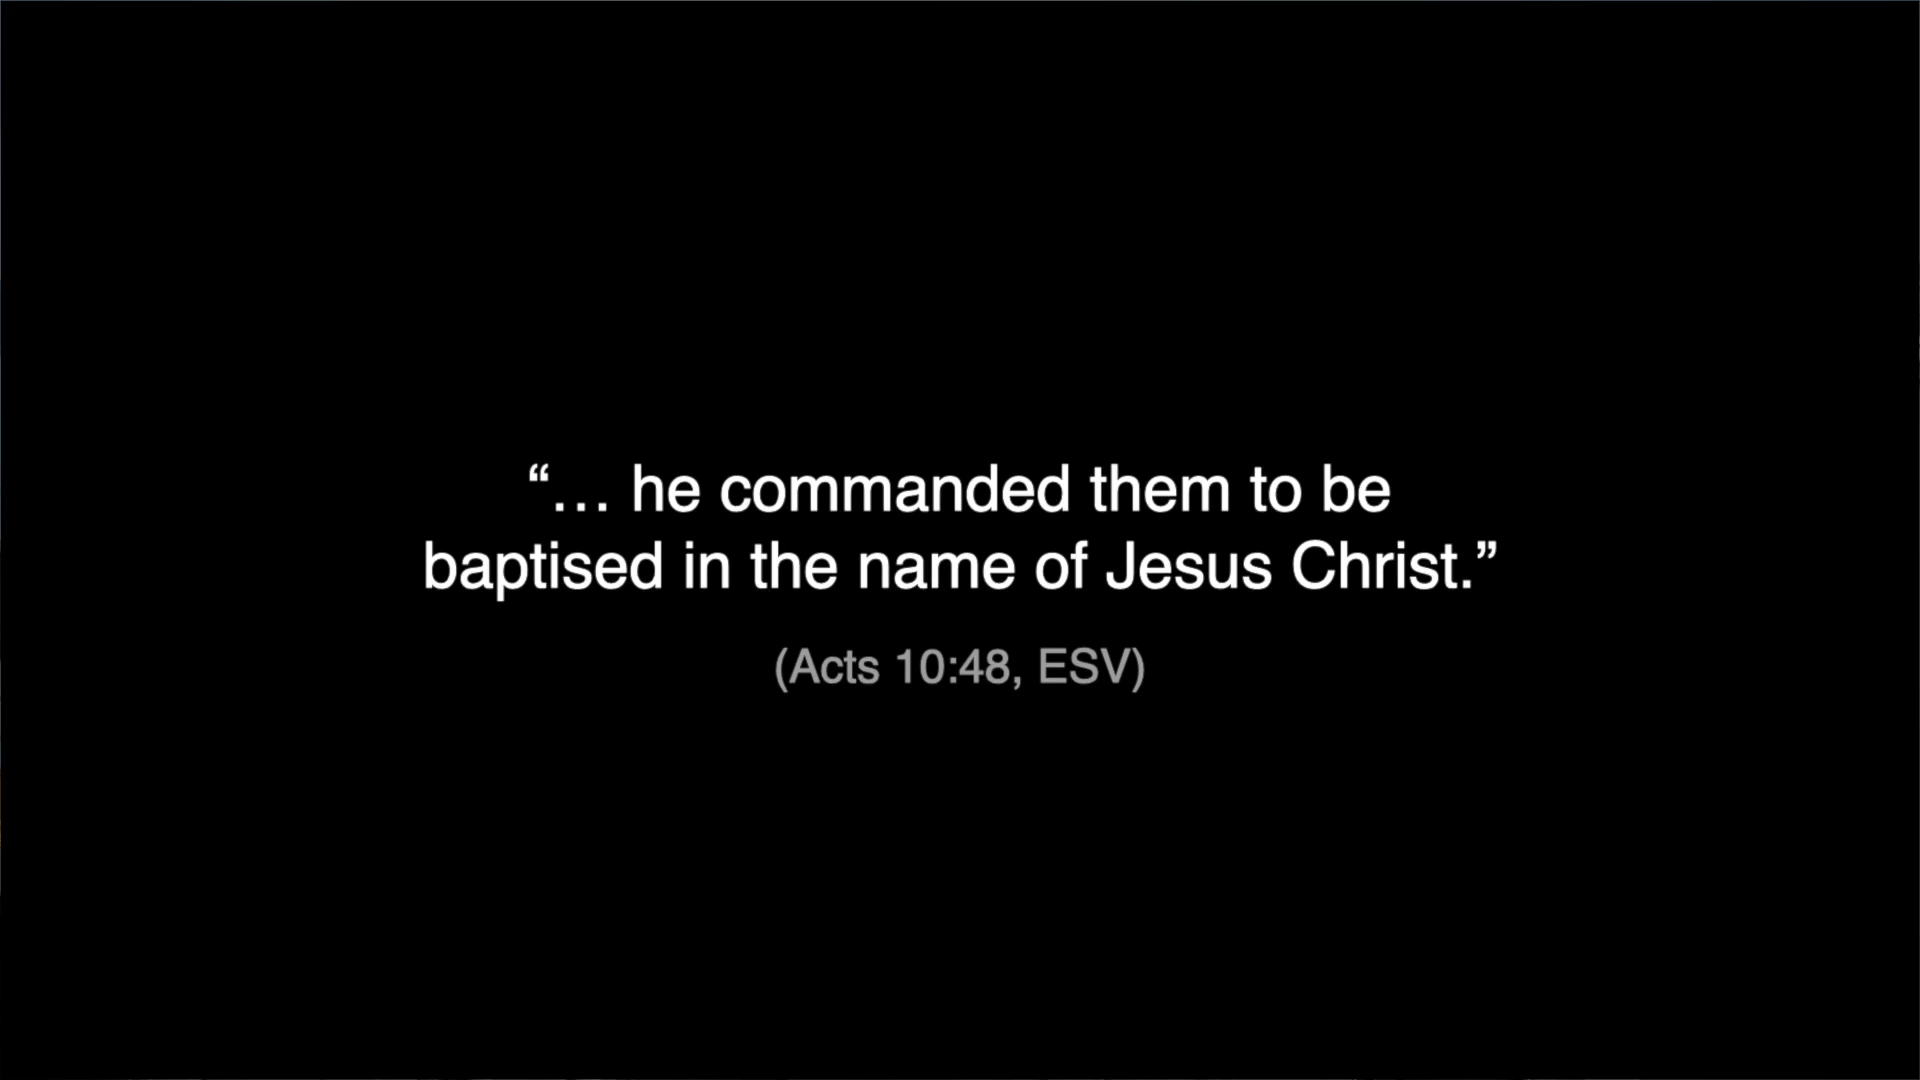 “… he commanded them to be
baptised in the name of Jesus Christ.”
(Acts 10:48, ESV)